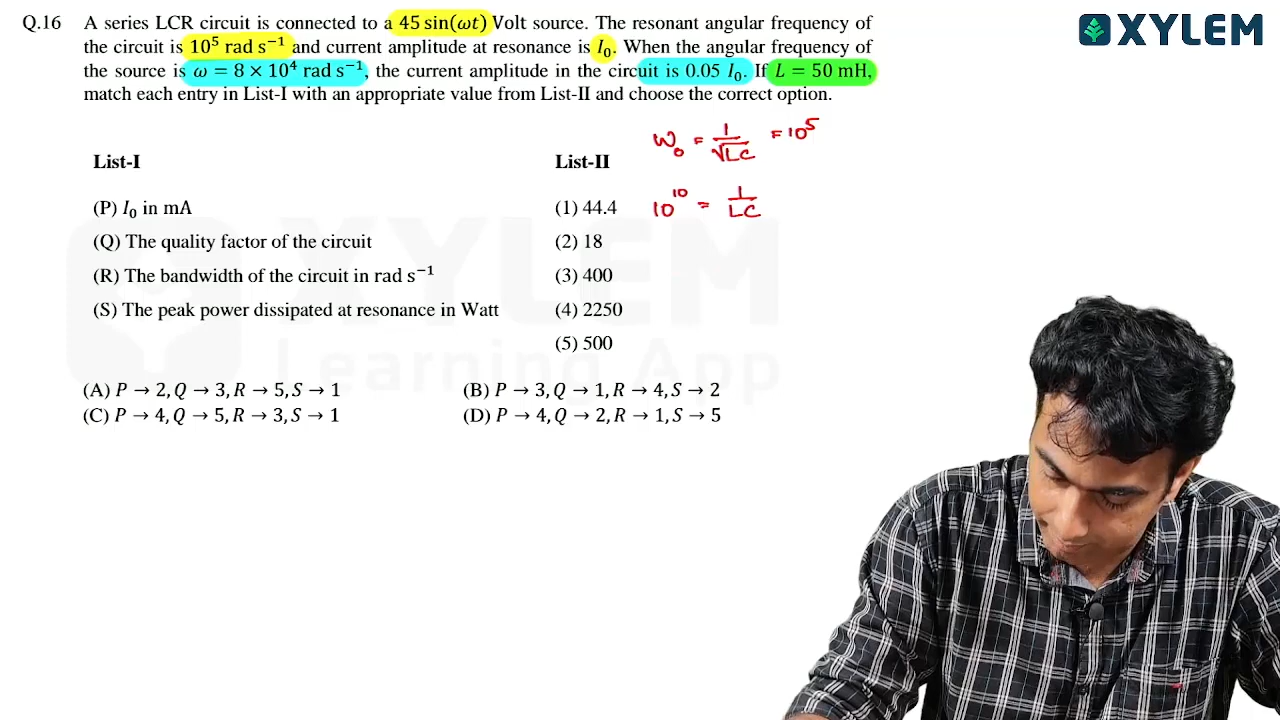 Q.16 A series LCR circuit is connected to a 45 sin(ωt) Volt source. The resonant angular frequency of
the circuit is 10⁵ rad s⁻¹ and current amplitude at resonance is I₀. When the angular frequency of
the source is ω = 8 × 10⁴ rad s⁻¹, the current amplitude in the circuit is 0.05 I₀. If L = 50 mH,
match each entry in List-I with an appropriate value from List-II and choose the correct option.
XYLEM
ω₀ = 1/√LC = 10⁵
List-I List-II
10¹⁰ = 1/LC
(P) I₀ in mA (1) 44.4
(Q) The quality factor of the circuit (2) 18
(R) The bandwidth of the circuit in rad s⁻¹ (3) 400
(S) The peak power dissipated at resonance in Watt (4) 2250
(5) 500
XYLEM
Learning App
(A) P → 2, Q → 3, R → 5, S → 1 (B) P → 3, Q → 1, R → 4, S → 2
(C) P → 4, Q → 5, R → 3, S → 1 (D) P → 4, Q → 2, R → 1, S → 5